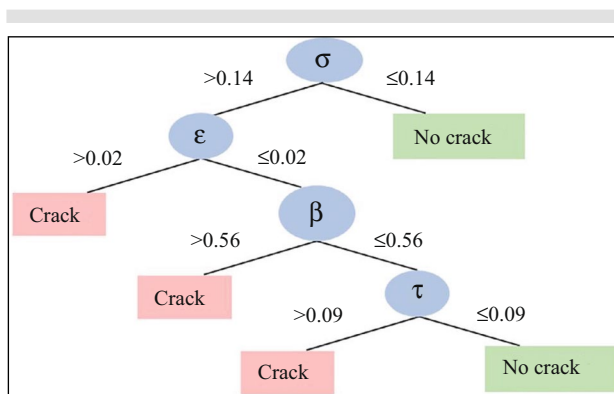 σ
>0.14
≤0.14
ε
No crack
>0.02
≤0.02
Crack
β
>0.56
≤0.56
Crack
τ
>0.09
≤0.09
Crack
No crack